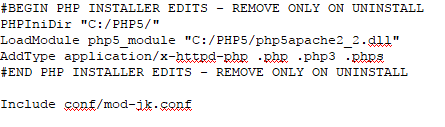 #BEGIN PHP INSTALLER EDITS - REMOVE ONLY ON UNINSTALL
PHPIniDir "C:/PHP5/"
LoadModule php5_module "C:/PHP5/php5apache2_2.dll"
AddType application/x-httpd-php .php .php3 .phps
#END PHP INSTALLER EDITS - REMOVE ONLY ON UNINSTALL
Include conf/mod-jk.conf